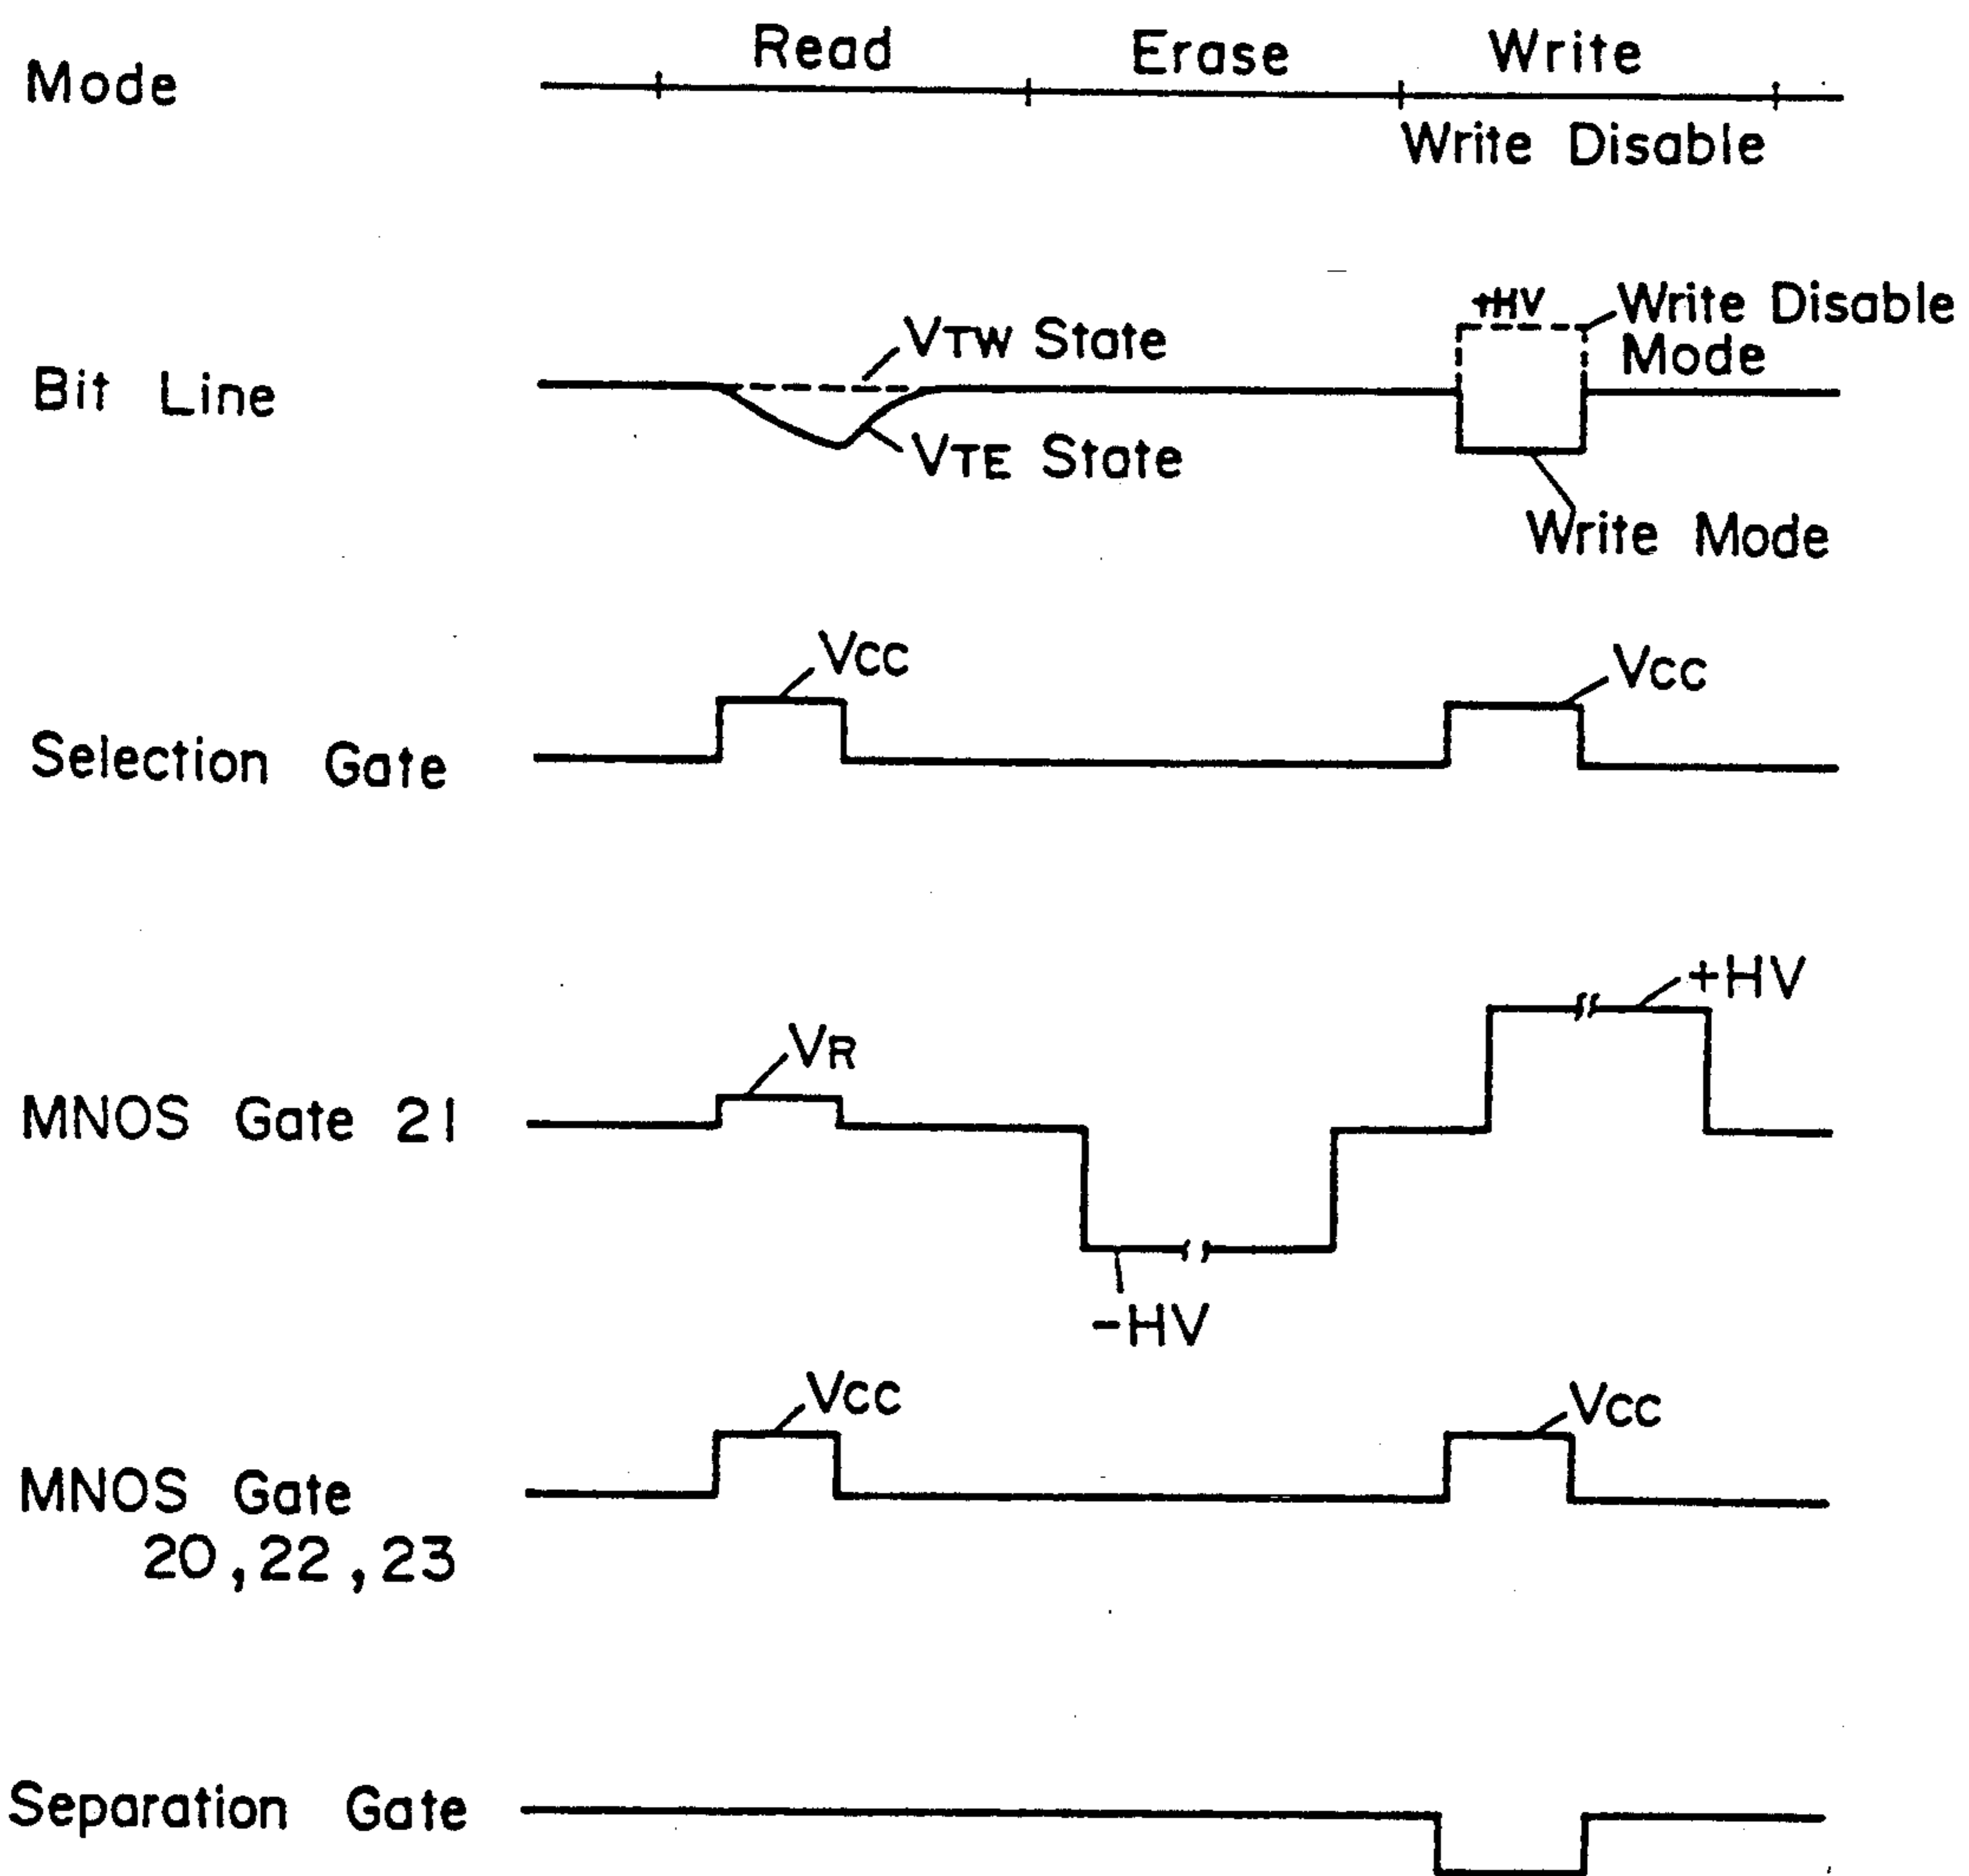 Mode
Read
Erase
Write
Write Disable
Bit Line
VTW State
VTE State
+HV
Write Disable
Mode
Write Mode
Selection Gate
Vcc
Vcc
MNOS Gate 21
VR
-HV
+HV
MNOS Gate
20,22,23
Vcc
Vcc
Separation Gate